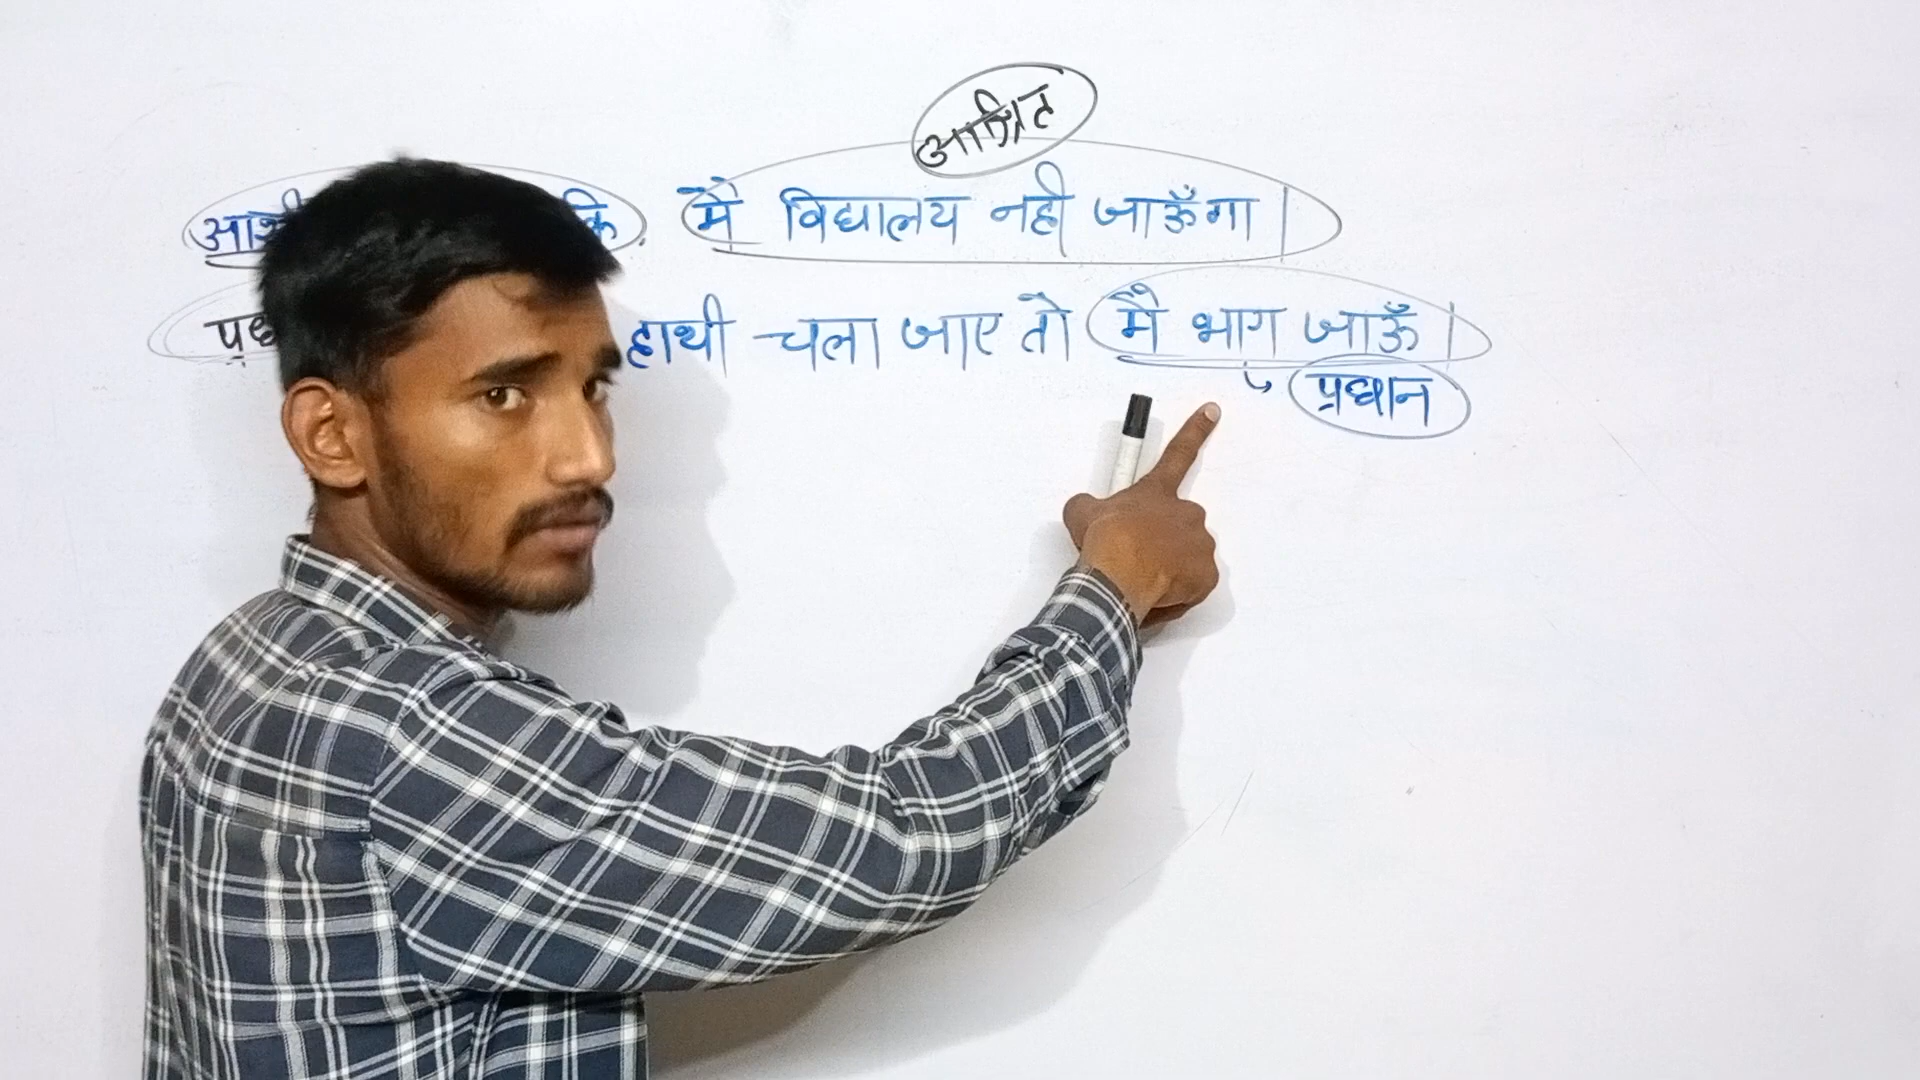 आश्रित
कि मै विद्यालय नही जाऊँगा।
हाथी चला जाए तो मै भाग जाऊँ।
प्रधान